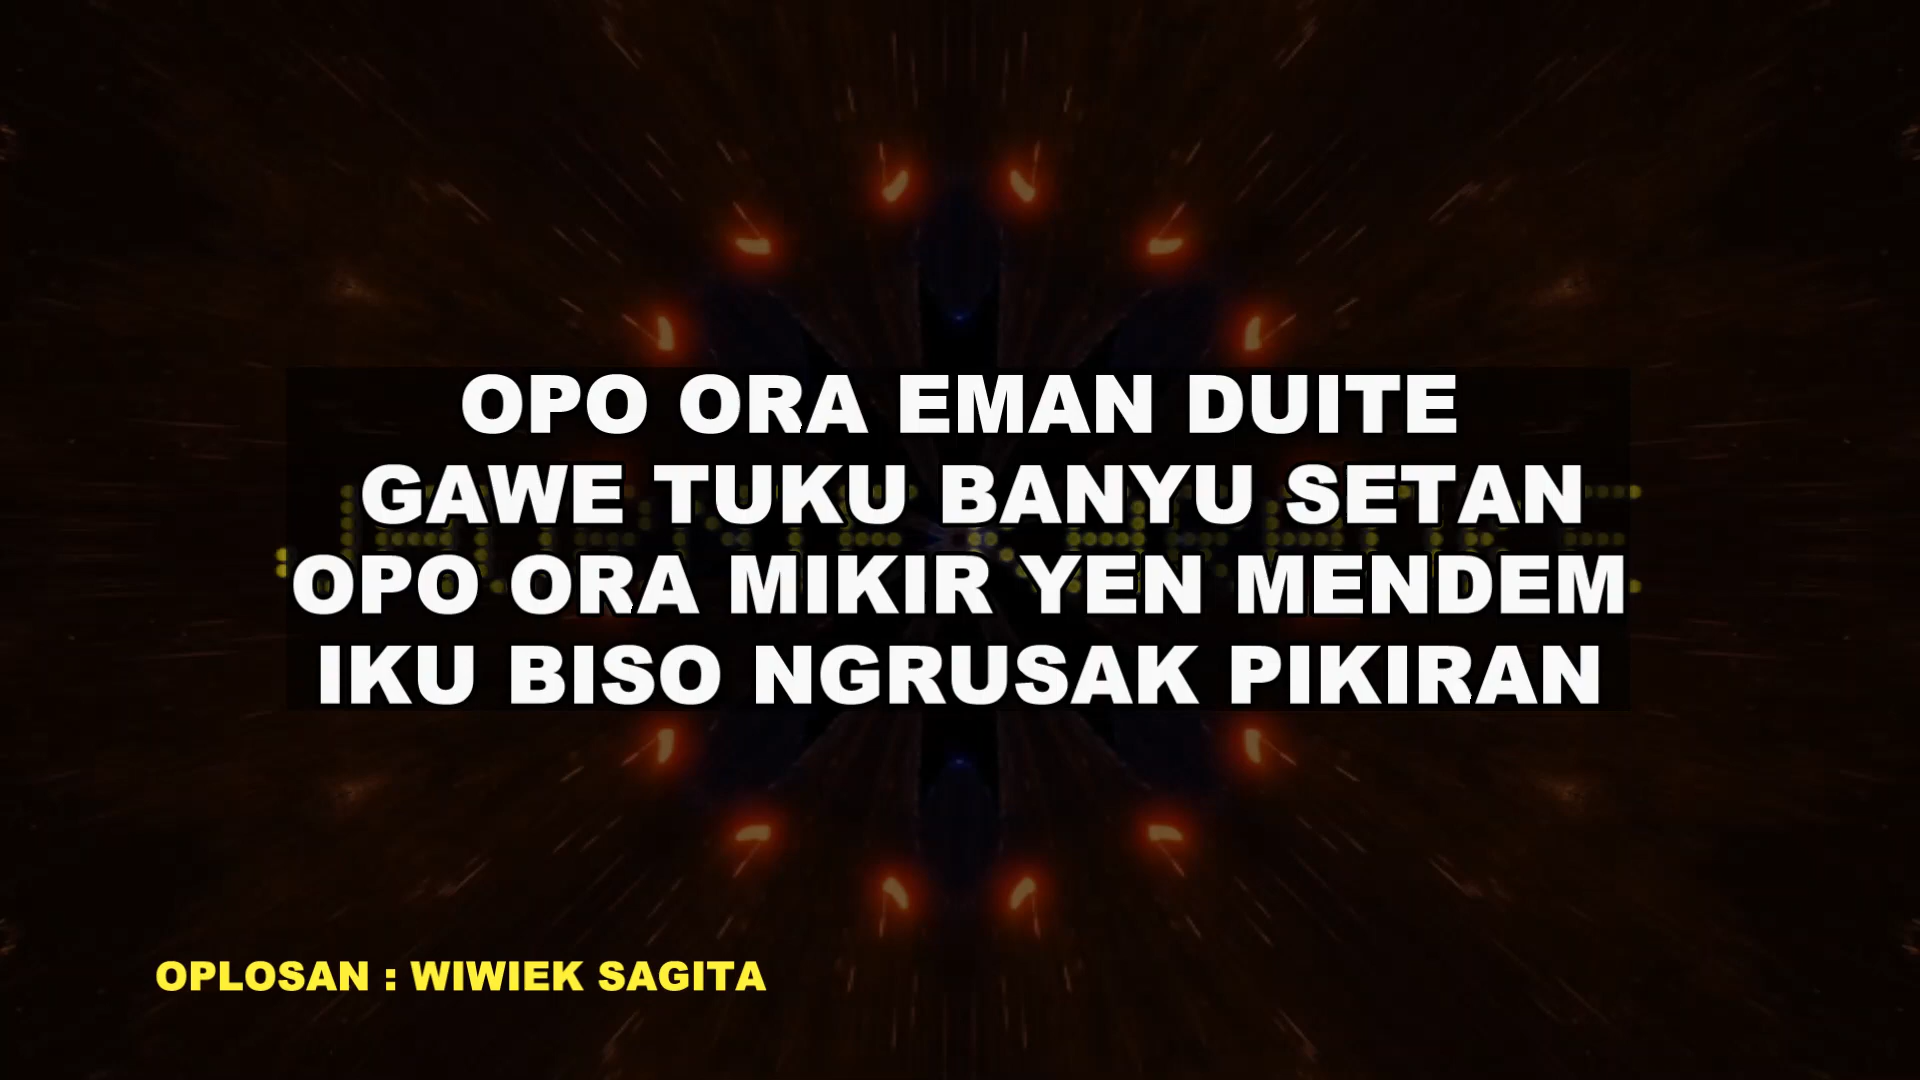 OPO ORA EMAN DUITE
GAWE TUKU BANYU SETAN
OPO ORA MIKIR YEN MENDEM
IKU BISO NGRUSAK PIKIRAN
OPLOSAN : WIWIEK SAGITA